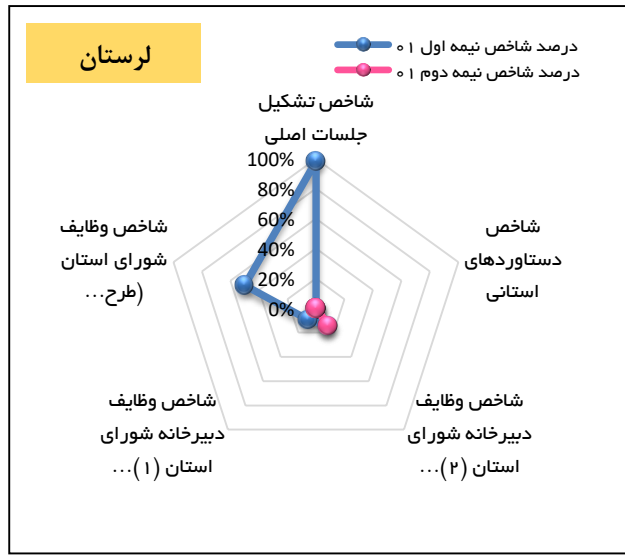 لرستان
درصد شاخص نیمه اول ۰۱
درصد شاخص نیمه دوم ۰۱
شاخص تشکیل
جلسات اصلی
100%
80%
60%
40%
20%
0%
شاخص
دستاوردهای
استانی
شاخص وظایف
دبیرخانه شورای
استان (۲)...
شاخص وظایف
دبیرخانه شورای
استان (۱)...
شاخص وظایف
شورای استان
(طرح...